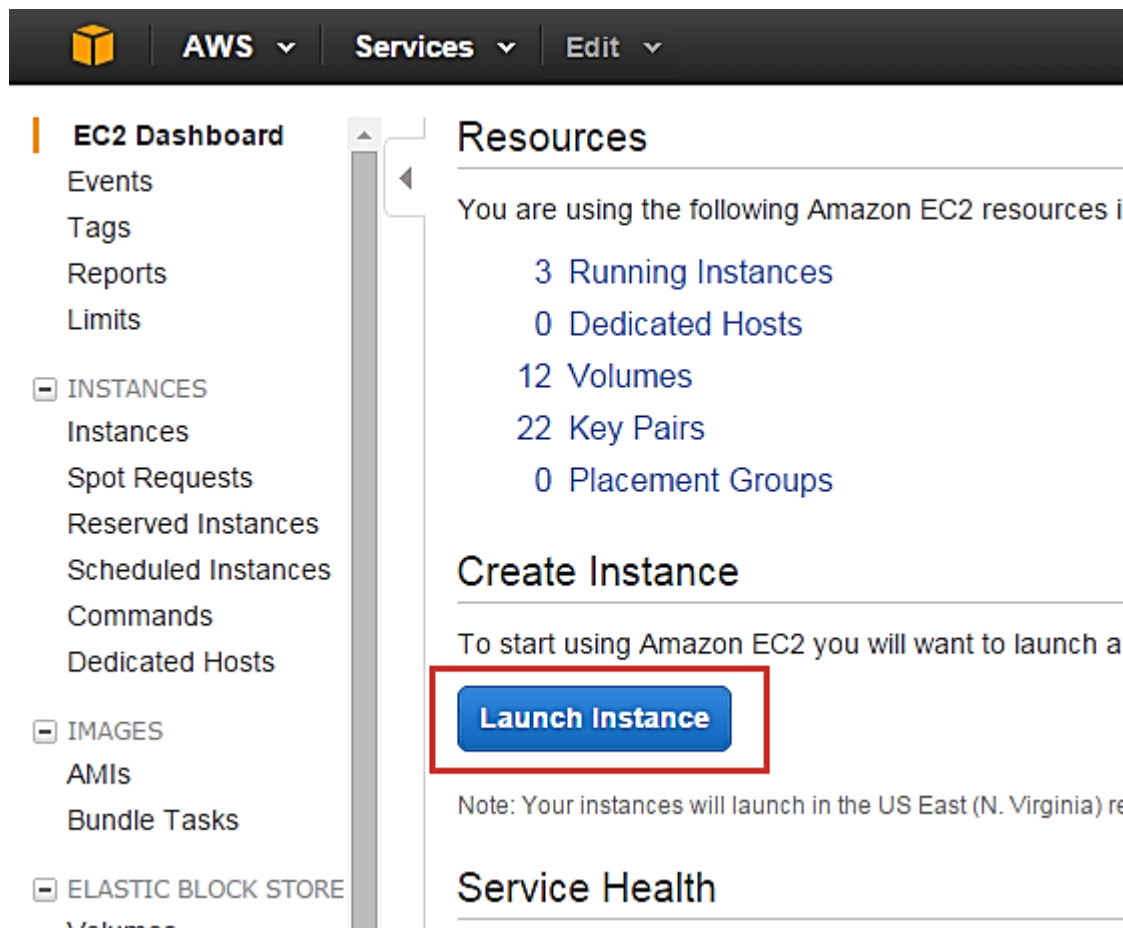 AWS Services Edit
EC2 Dashboard
Events
Tags
Reports
Limits
INSTANCES
Instances
Spot Requests
Reserved Instances
Scheduled Instances
Commands
Dedicated Hosts
IMAGES
AMIs
Bundle Tasks
ELASTIC BLOCK STORE
Volumes
Resources
You are using the following Amazon EC2 resources i
3 Running Instances
0 Dedicated Hosts
12 Volumes
22 Key Pairs
0 Placement Groups
Create Instance
To start using Amazon EC2 you will want to launch a
Launch Instance
Note: Your instances will launch in the US East (N. Virginia) re
Service Health